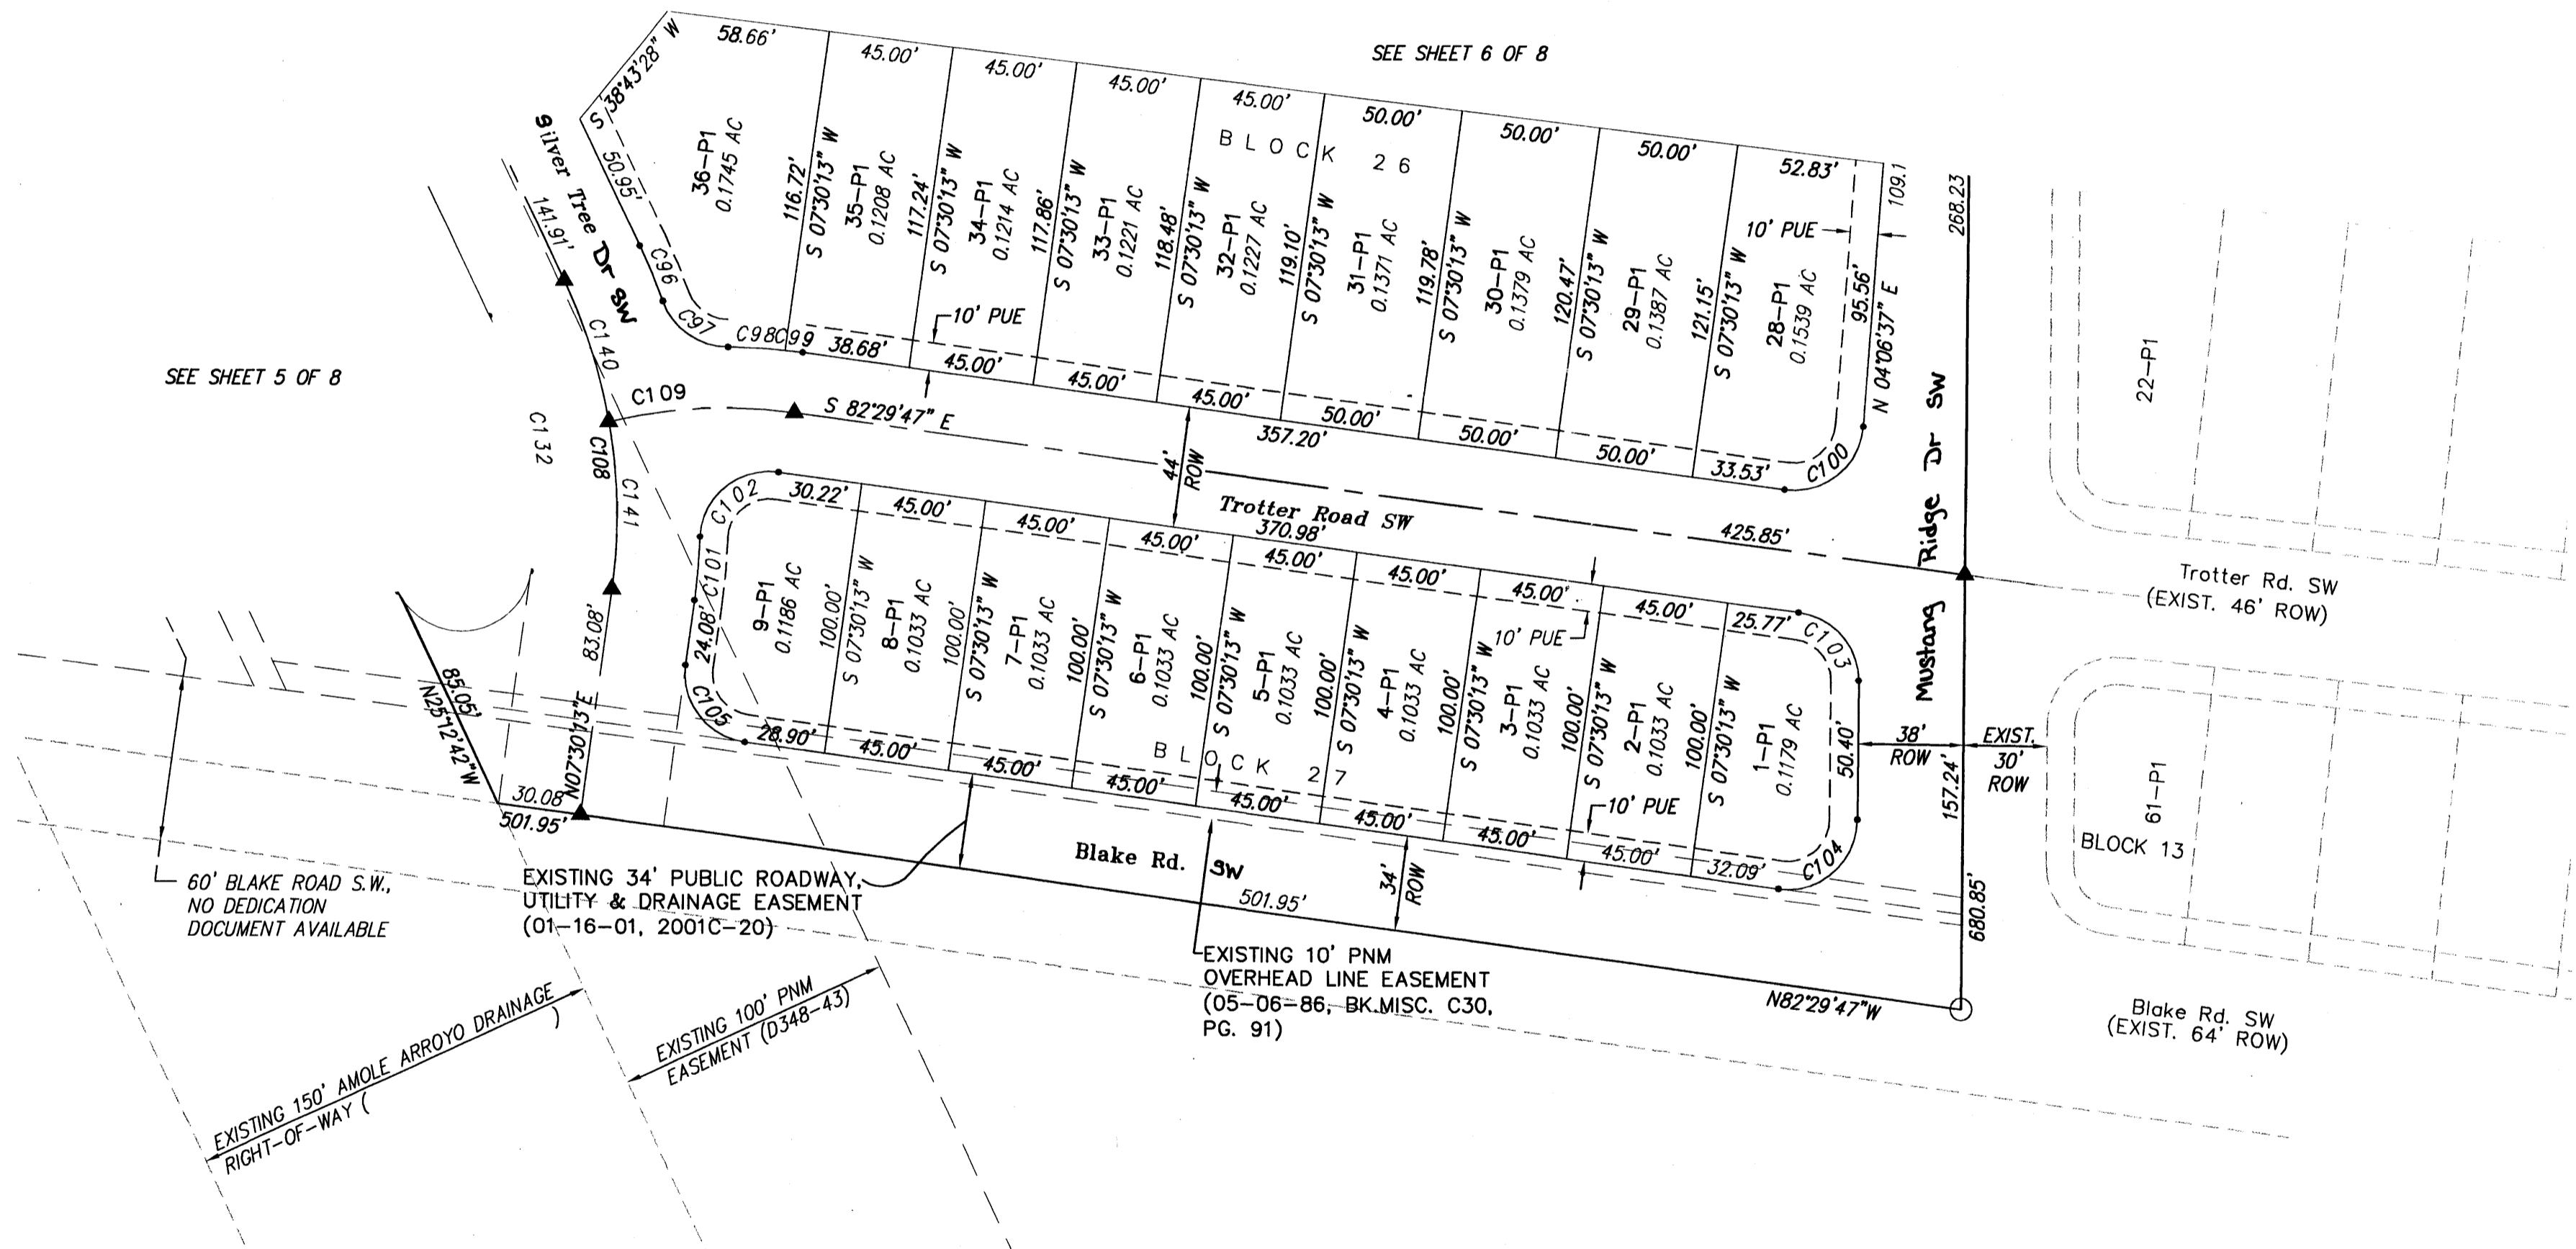 SEE SHEET 6 OF 8
SEE SHEET 5 OF 8
S 38°43'28" W
58.66'
45.00'
45.00'
45.00'
45.00'
50.00'
50.00'
50.00'
52.83'
109.1
268.23
BLOCK 26
50.95'
C96
C97
C98
C99
38.68'
36-P1
0.1745 AC
116.72'
S 07°30'13" W
35-P1
0.1208 AC
117.24'
S 07°30'13" W
34-P1
0.1214 AC
117.86'
S 07°30'13" W
33-P1
0.1221 AC
118.48'
S 07°30'13" W
32-P1
0.1227 AC
119.10'
S 07°30'13" W
31-P1
0.1371 AC
119.78'
S 07°30'13" W
30-P1
0.1379 AC
120.47'
S 07°30'13" W
29-P1
0.1387 AC
121.15'
S 07°30'13" W
28-P1
0.1539 AC
10' PUE
10' PUE
95.56'
N 04°06'37" E
45.00'
45.00'
45.00'
50.00'
50.00'
50.00'
33.53'
C100
357.20'
Silver Tree Dr SW
141.91'
C140
C109
C132
C108
C141
83.08'
N07°30'13"E
S 82°29'47" E
44'
ROW
Trotter Road SW
370.98'
425.85'
Mustang Ridge Dr SW
C102
30.22'
45.00'
45.00'
45.00'
45.00'
45.00'
45.00'
45.00'
25.77'
C103
C101
24.08'
C105
9-P1
0.1186 AC
100.00'
S 07°30'13" W
8-P1
0.1033 AC
100.00'
S 07°30'13" W
7-P1
0.1033 AC
100.00'
S 07°30'13" W
6-P1
0.1033 AC
100.00'
S 07°30'13" W
5-P1
0.1033 AC
100.00'
S 07°30'13" W
4-P1
0.1033 AC
100.00'
S 07°30'13" W
3-P1
0.1033 AC
100.00'
S 07°30'13" W
2-P1
0.1033 AC
100.00'
S 07°30'13" W
1-P1
0.1179 AC
10' PUE
10' PUE
50.40'
BLOCK 27
28.90'
45.00'
45.00'
45.00'
45.00'
45.00'
45.00'
45.00'
32.09'
C104
38'
ROW
EXIST.
30'
ROW
157.24'
680.85'
85.05'
N25°12'42"W
30.08'
501.95'
Blake Rd. SW
501.95'
34'
ROW
N82°29'47"W
60' BLAKE ROAD S.W.,
NO DEDICATION
DOCUMENT AVAILABLE
EXISTING 34' PUBLIC ROADWAY,
UTILITY & DRAINAGE EASEMENT
(01-16-01, 2001C-20)
EXISTING 10' PNM
OVERHEAD LINE EASEMENT
(05-06-86, BK.MISC. C30,
PG. 91)
EXISTING 150' AMOLE ARROYO DRAINAGE
RIGHT-OF-WAY ( )
EXISTING 100' PNM
EASEMENT (D348-43)
22-P1
Trotter Rd. SW
(EXIST. 46' ROW)
61-P1
BLOCK 13
Blake Rd. SW
(EXIST. 64' ROW)